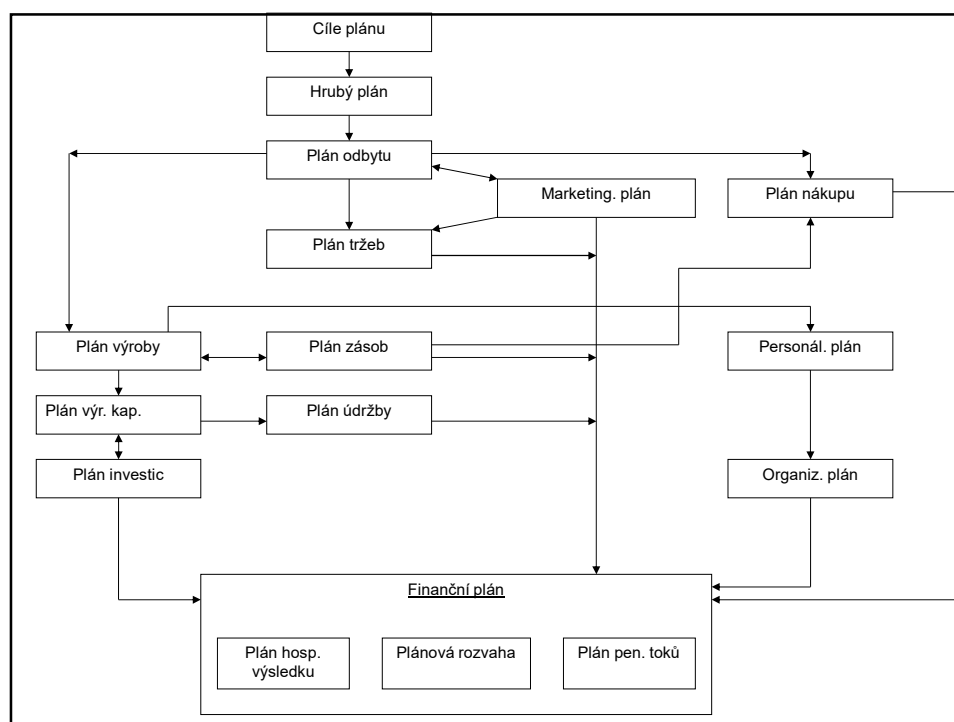 Cíle plánu
Hrubý plán
Plán odbytu
Marketing. plán
Plán nákupu
Plán tržeb
Plán výroby
Plán zásob
Personál. plán
Plán výr. kap.
Plán údržby
Plán investic
Organiz. plán
Finanční plán
Plán hosp.
výsledku
Plánová rozvaha
Plán pen. toků